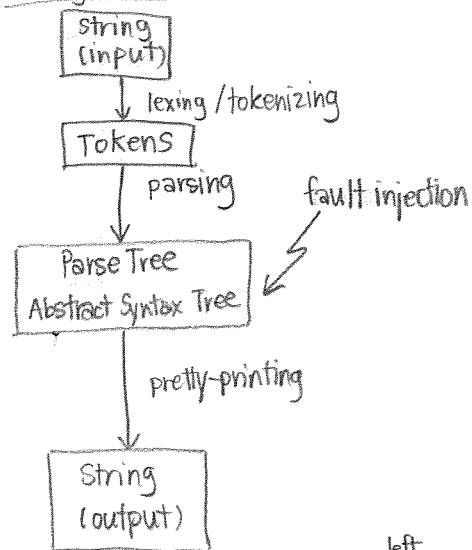 String
(input)
lexing/tokenizing
Tokens
parsing
fault injection
Parse Tree
Abstract Syntax Tree
pretty-printing
String
(output)
left